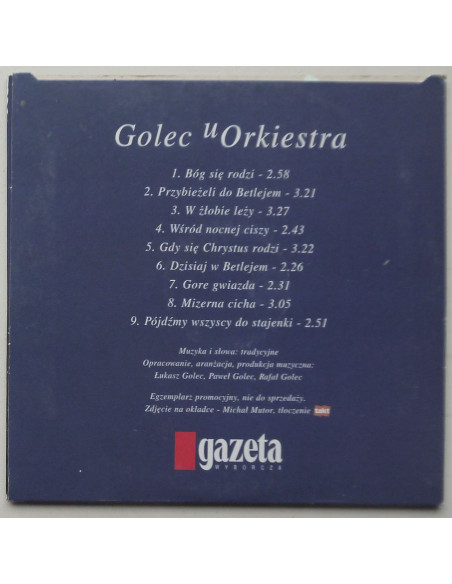 Golec uOrkiestra
1. Bóg się rodzi - 2.58
2. Przybieżeli do Betlejem - 3.21
3. W żłobie leży - 3.27
4. Wśród nocnej ciszy - 2.43
5. Gdy się Chrystus rodzi - 3.22
6. Dzisiaj w Betlejem - 2.26
7. Gore gwiazda - 2.31
8. Mizerna cicha - 3.05
9. Pójdźmy wszyscy do stajenki - 2.51
Muzyka i słowa: tradycyjne
Opracowanie, aranżacja, produkcja muzyczna:
Łukasz Golec, Paweł Golec, Rafał Golec
Egzemplarz promocyjny, nie do sprzedaży.
Zdjęcie na okładce - Michał Mutor, tłoczenie takt
gazeta
WYBORCZA